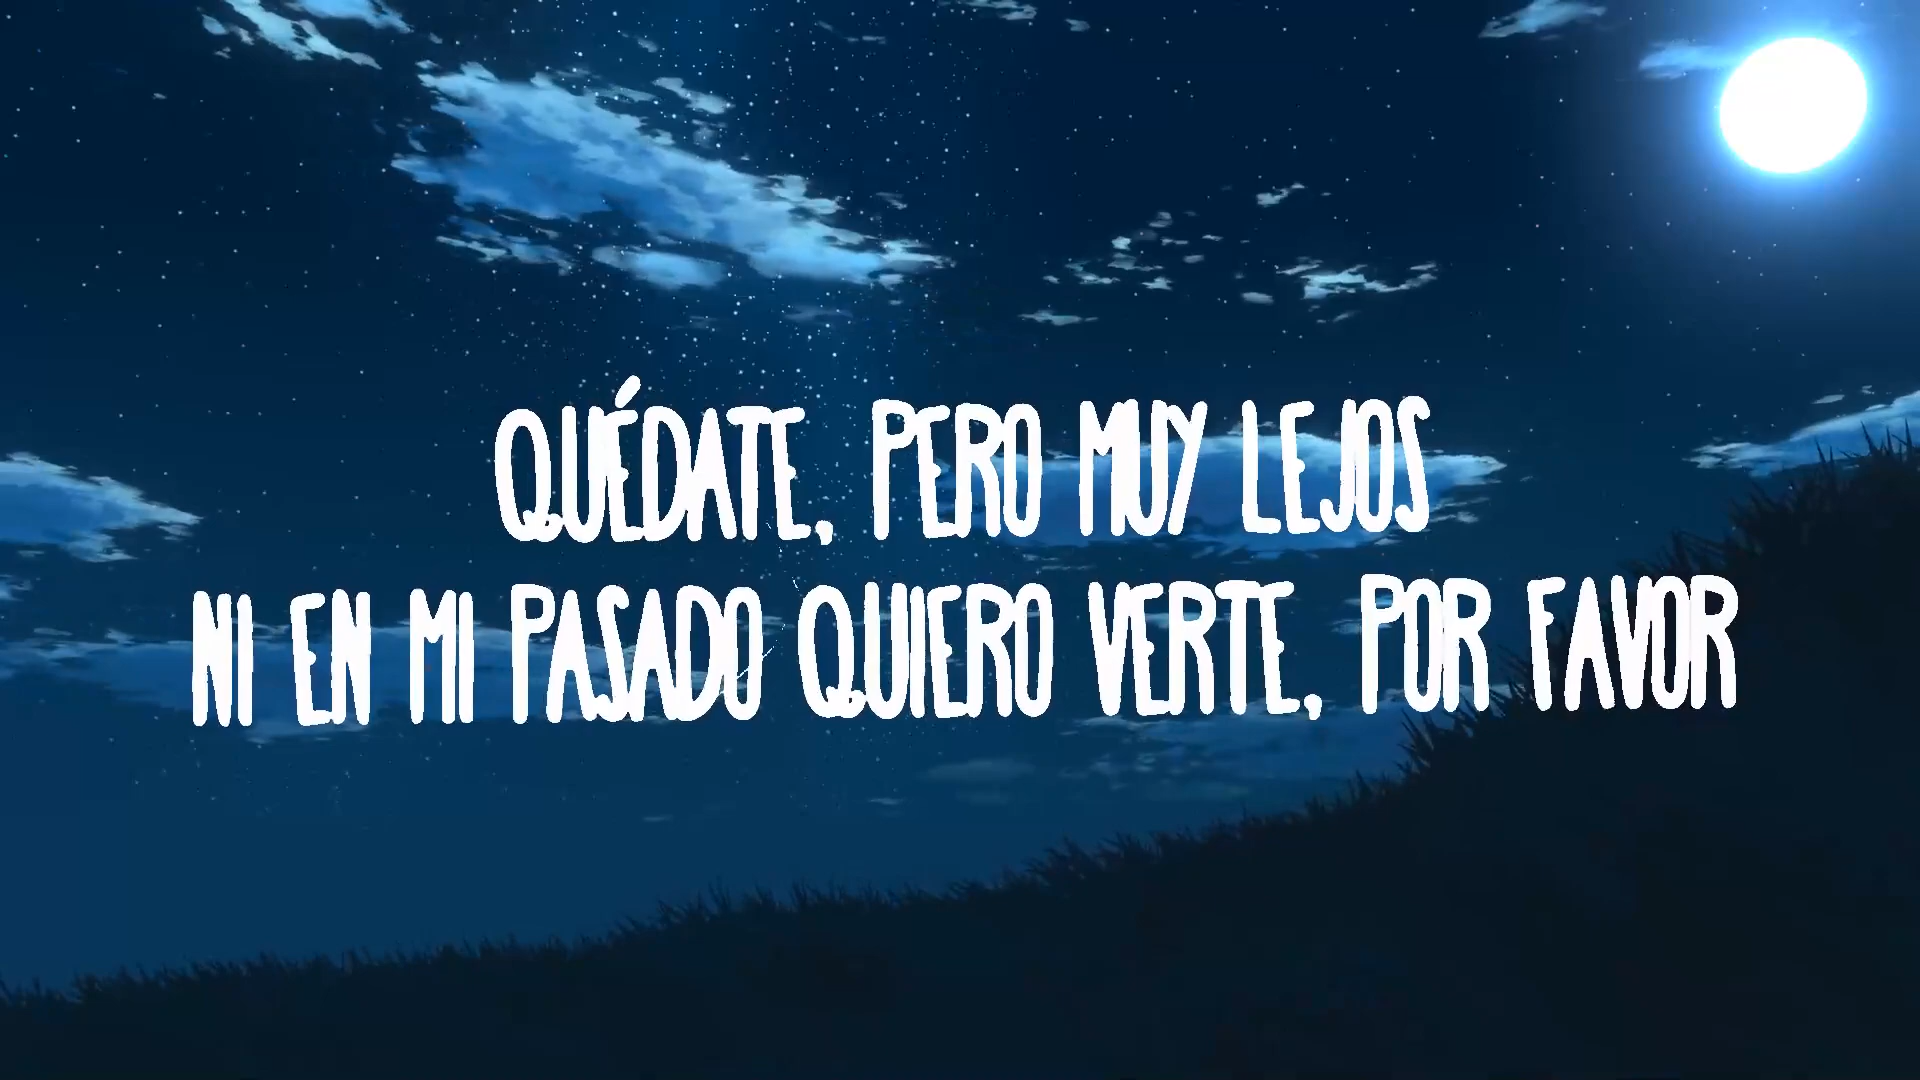 QUÉDATE, PERO MUY LEJOS
NI EN MI PASADO QUIERO VERTE, POR FAVOR